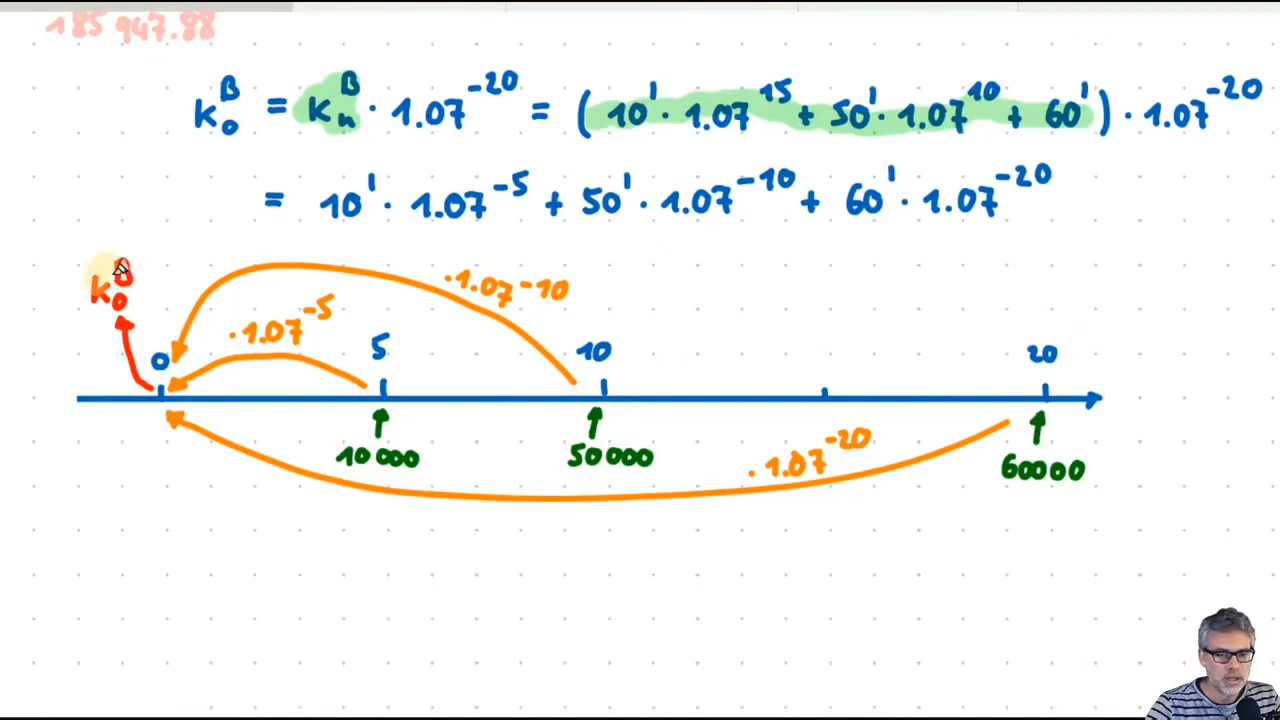 185 947.88
K₀ᴮ = Kₙᴮ · 1.07⁻²⁰ = (10' · 1.07¹⁵ + 50' · 1.07¹⁰ + 60') · 1.07⁻²⁰
= 10' · 1.07⁻⁵ + 50' · 1.07⁻¹⁰ + 60' · 1.07⁻²⁰
K₀ᴮ
· 1.07⁻¹⁰
· 1.07⁻⁵
0 5 10 20
10 000 50 000 60000
· 1.07⁻²⁰